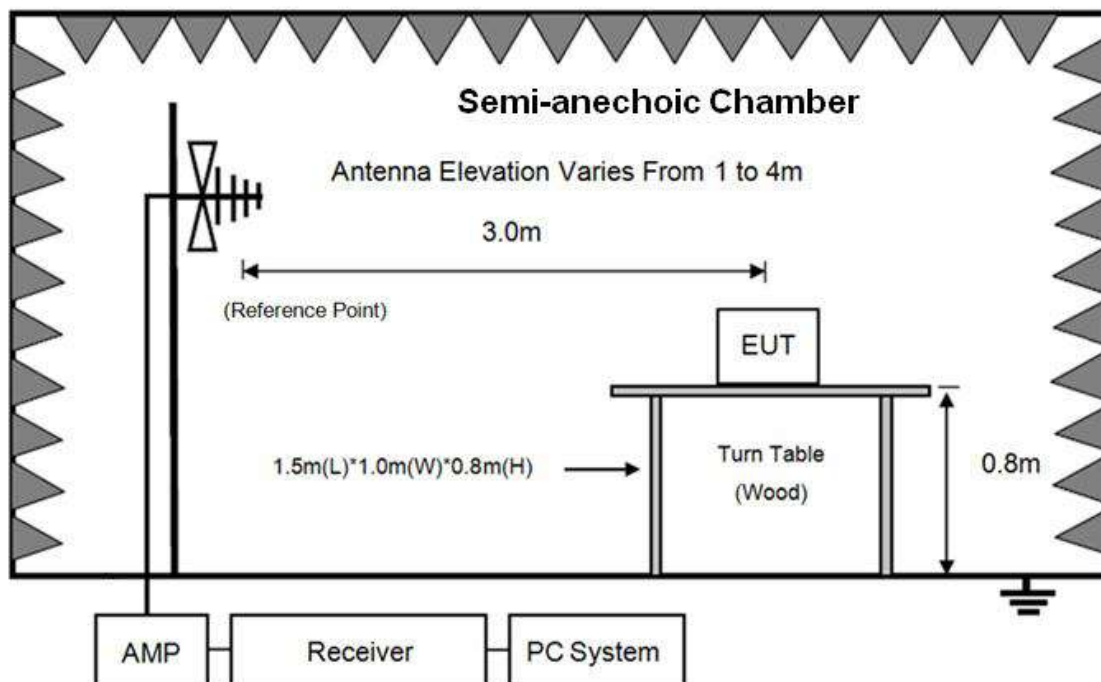 Semi-anechoic Chamber
Antenna Elevation Varies From 1 to 4m
3.0m
(Reference Point)
EUT
1.5m(L)*1.0m(W)*0.8m(H)
Turn Table
(Wood)
0.8m
AMP
Receiver
PC System